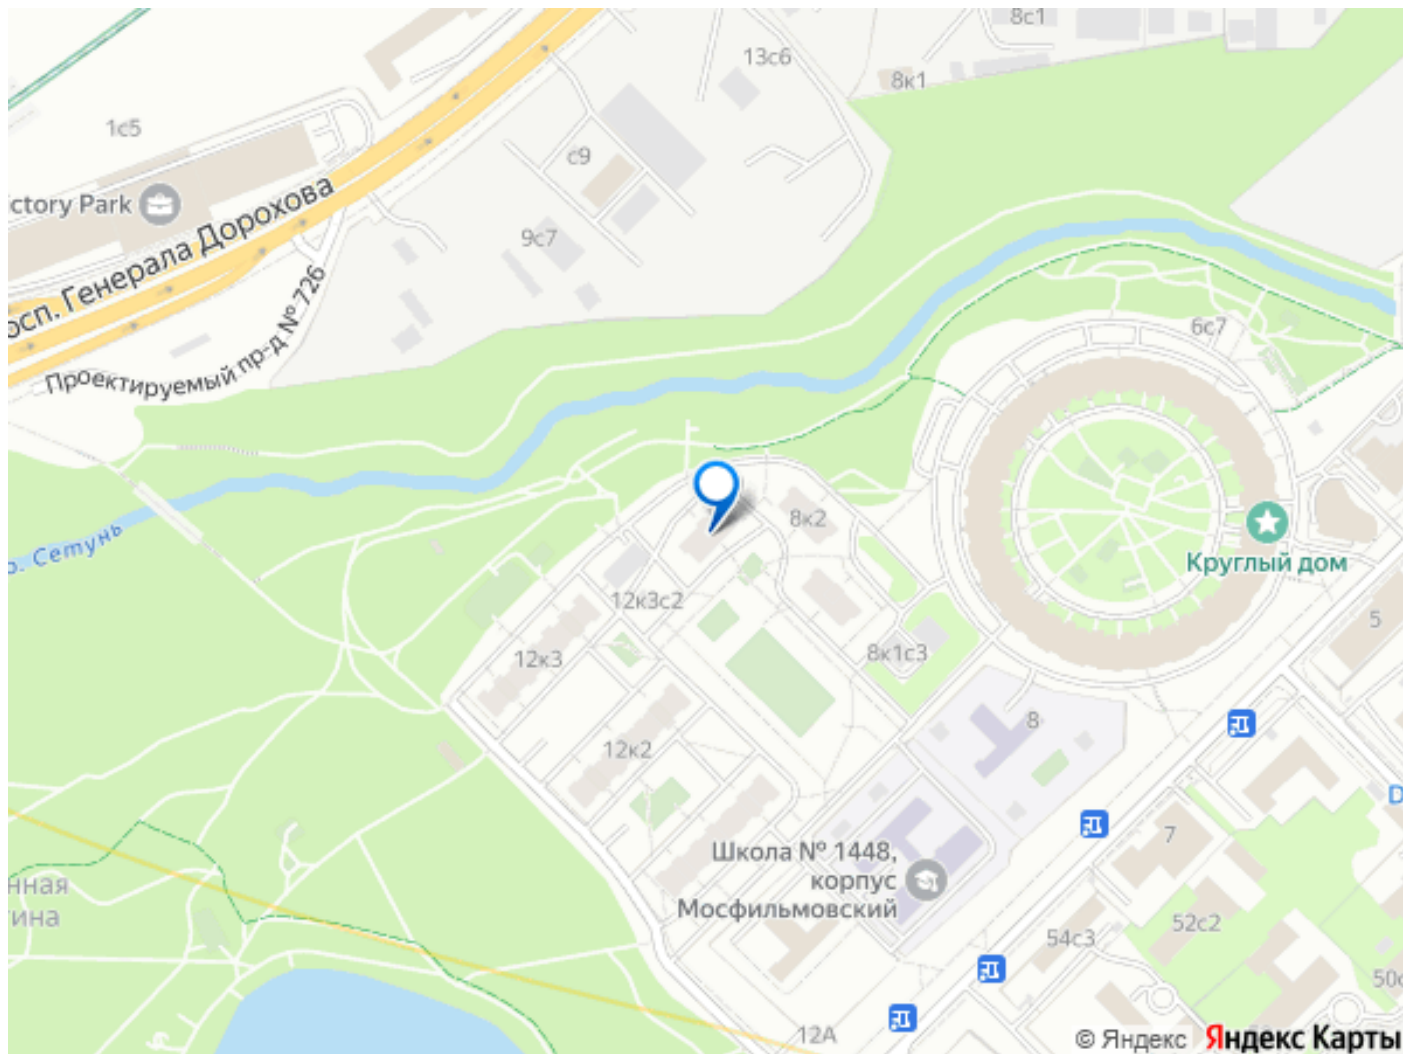 8с1
13с6
8к1
1с5
с9
ictory Park
9с7
осп. Генерала Дорохова
6с7
Проектируемый пр-д № 726
8к2
р. Сетунь
Круглый дом
12к3с2
5
12к3
8к1с3
8
12к2
7
Школа № 1448,
корпус
Мосфильмовский
нная
тина
52с2
54с3
50с
12А
© Яндекс
Яндекс Карты